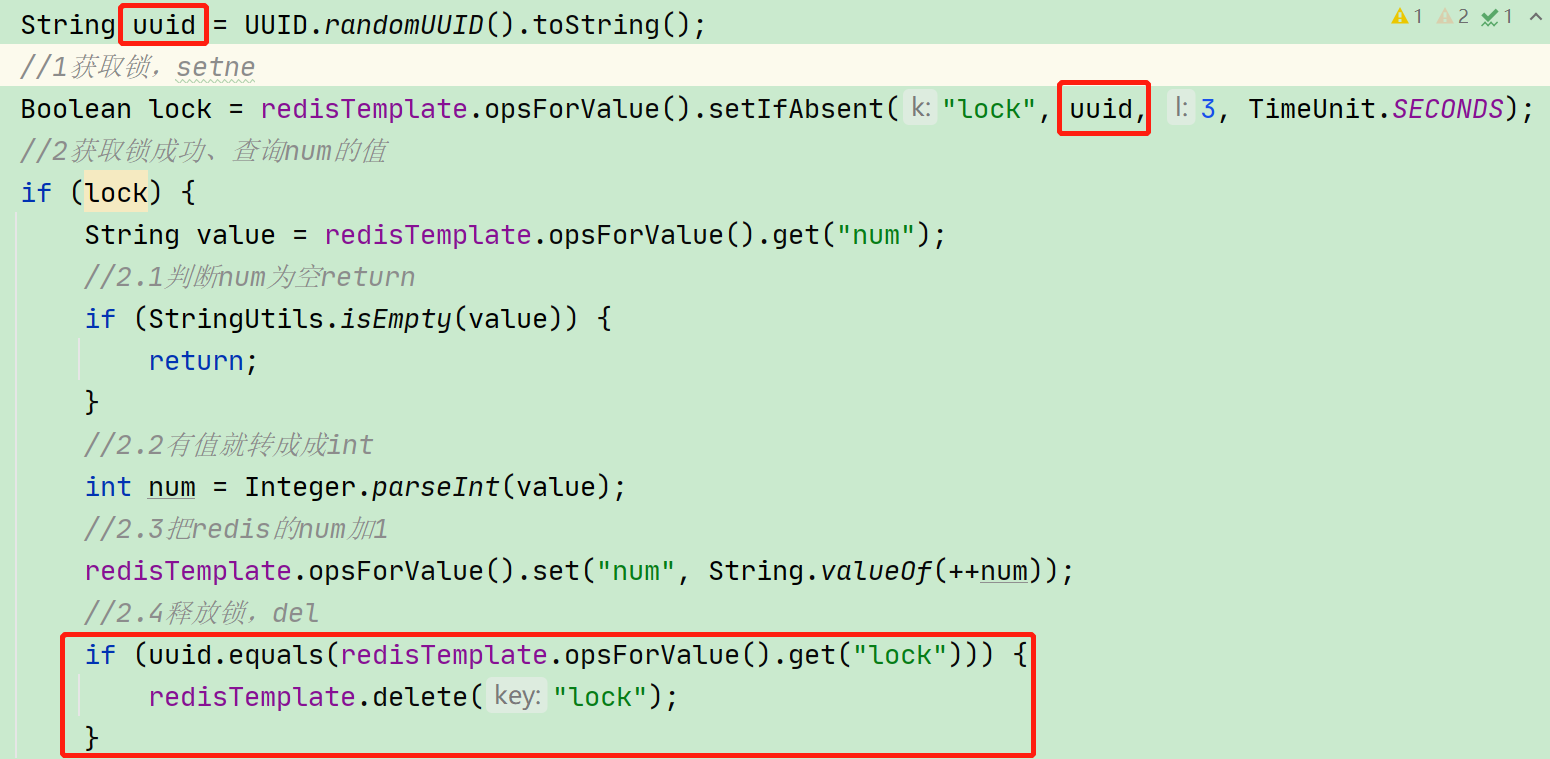 String uuid = UUID.randomUUID().toString(); 1 2 1
//1获取锁，setne
Boolean lock = redisTemplate.opsForValue().setIfAbsent( k: "lock", uuid, l: 3, TimeUnit.SECONDS);
//2获取锁成功、查询num的值
if (lock) {
String value = redisTemplate.opsForValue().get("num");
//2.1判断num为空return
if (StringUtils.isEmpty(value)) {
return;
}
//2.2有值就转成成int
int num = Integer.parseInt(value);
//2.3把redis的num加1
redisTemplate.opsForValue().set("num", String.valueOf(++num));
//2.4释放锁，del
if (uuid.equals(redisTemplate.opsForValue().get("lock"))) {
redisTemplate.delete( key: "lock");
}